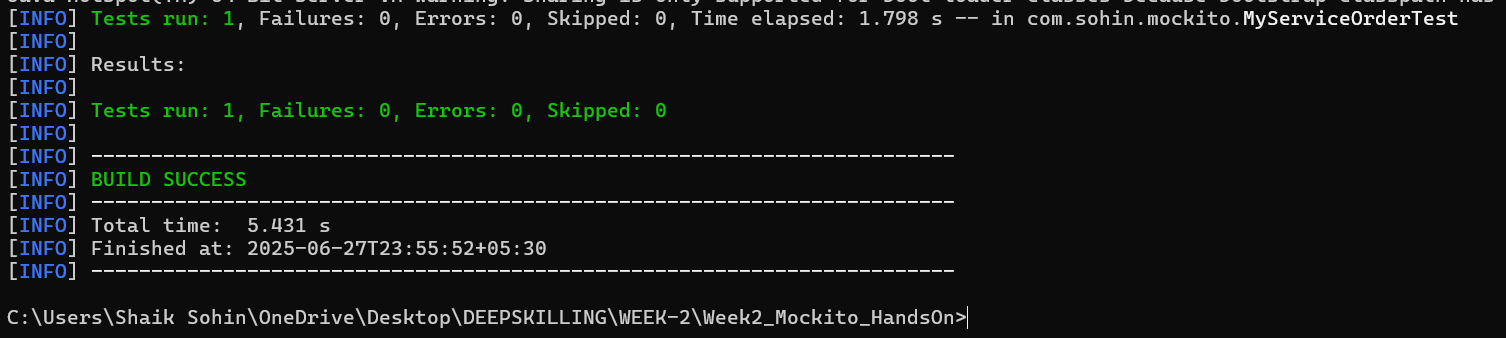 [INFO] Tests run: 1, Failures: 0, Errors: 0, Skipped: 0, Time elapsed: 1.798 s -- in com.sohin.mockito.MyServiceOrderTest
[INFO]
[INFO] Results:
[INFO]
[INFO] Tests run: 1, Failures: 0, Errors: 0, Skipped: 0
[INFO]
[INFO] ------------------------------------------------------------------------
[INFO] BUILD SUCCESS
[INFO] ------------------------------------------------------------------------
[INFO] Total time:  5.431 s
[INFO] Finished at: 2025-06-27T23:55:52+05:30
[INFO] ------------------------------------------------------------------------
C:\Users\Shaik Sohin\OneDrive\Desktop\DEEPSKILLING\WEEK-2\Week2_Mockito_HandsOn>